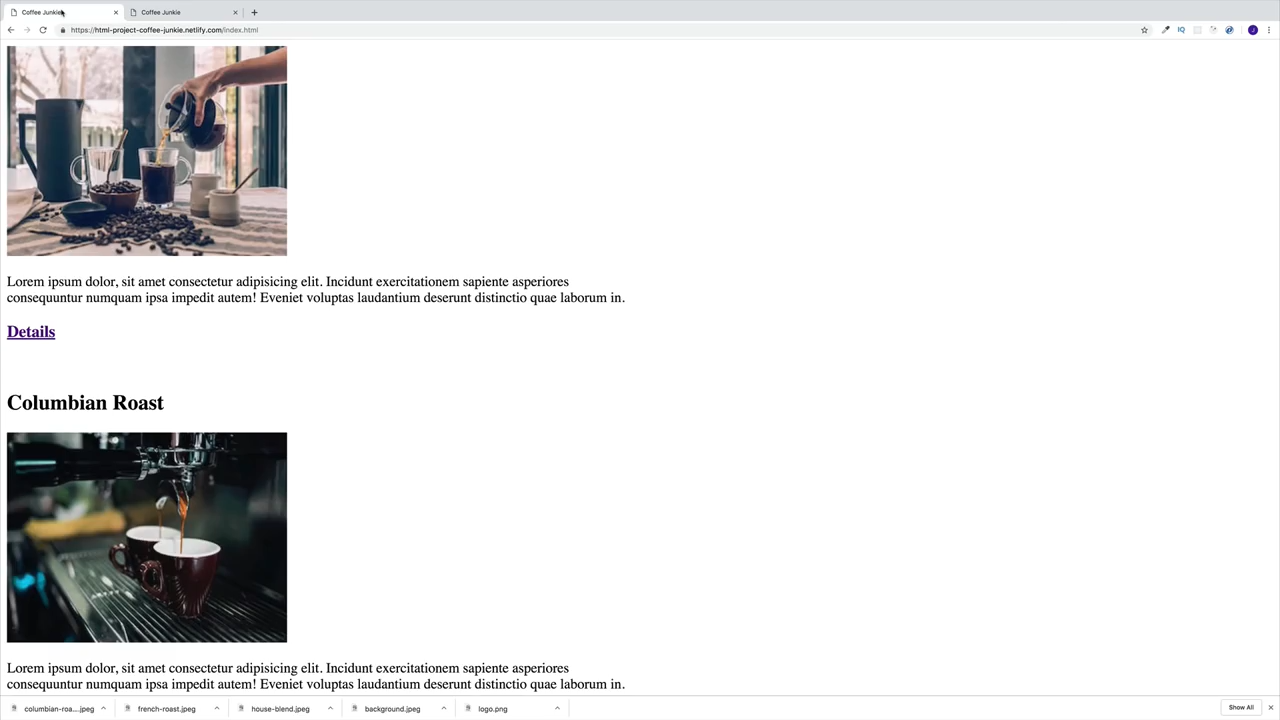 Coffee Junkie
Coffee Junkie
https://html-project-coffee-junkie.netlify.com/index.html
IQ
J
Lorem ipsum dolor, sit amet consectetur adipisicing elit. Incidunt exercitationem sapiente asperiores
consequuntur numquam ipsa impedit autem! Eveniet voluptas laudantium deserunt distinctio quae laborum in.
Details
Columbian Roast
Lorem ipsum dolor, sit amet consectetur adipisicing elit. Incidunt exercitationem sapiente asperiores
consequuntur numquam ipsa impedit autem! Eveniet voluptas laudantium deserunt distinctio quae laborum in.
columbian-roa....jpeg
french-roast.jpeg
house-blend.jpeg
background.jpeg
logo.png
Show All